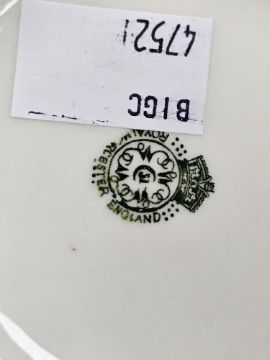 BIGC
47521
ROYAL WORCESTER
ENGLAND